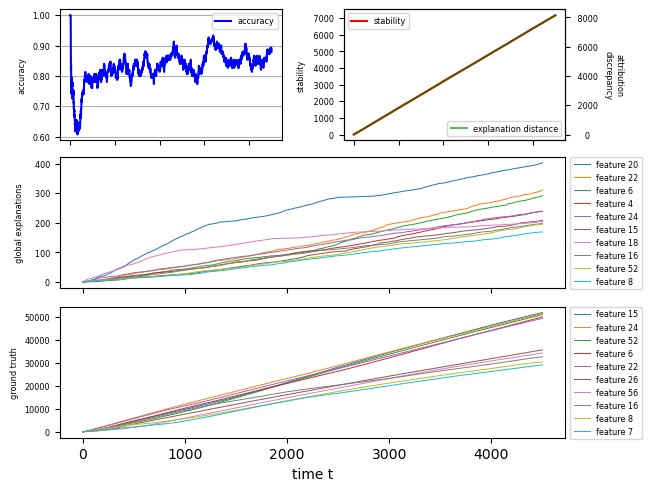 1.00
0.90
0.80
0.70
0.60
accuracy
accuracy
7000
6000
5000
4000
3000
2000
1000
0
stability
stability
explanation distance
8000
6000
4000
2000
0
attribution
discrepancy
400
300
200
100
0
global explanations
feature 20
feature 22
feature 6
feature 4
feature 24
feature 15
feature 18
feature 16
feature 52
feature 8
50000
40000
30000
20000
10000
0
ground truth
feature 15
feature 24
feature 52
feature 6
feature 22
feature 26
feature 56
feature 16
feature 8
feature 7
0 1000 2000 3000 4000
time t